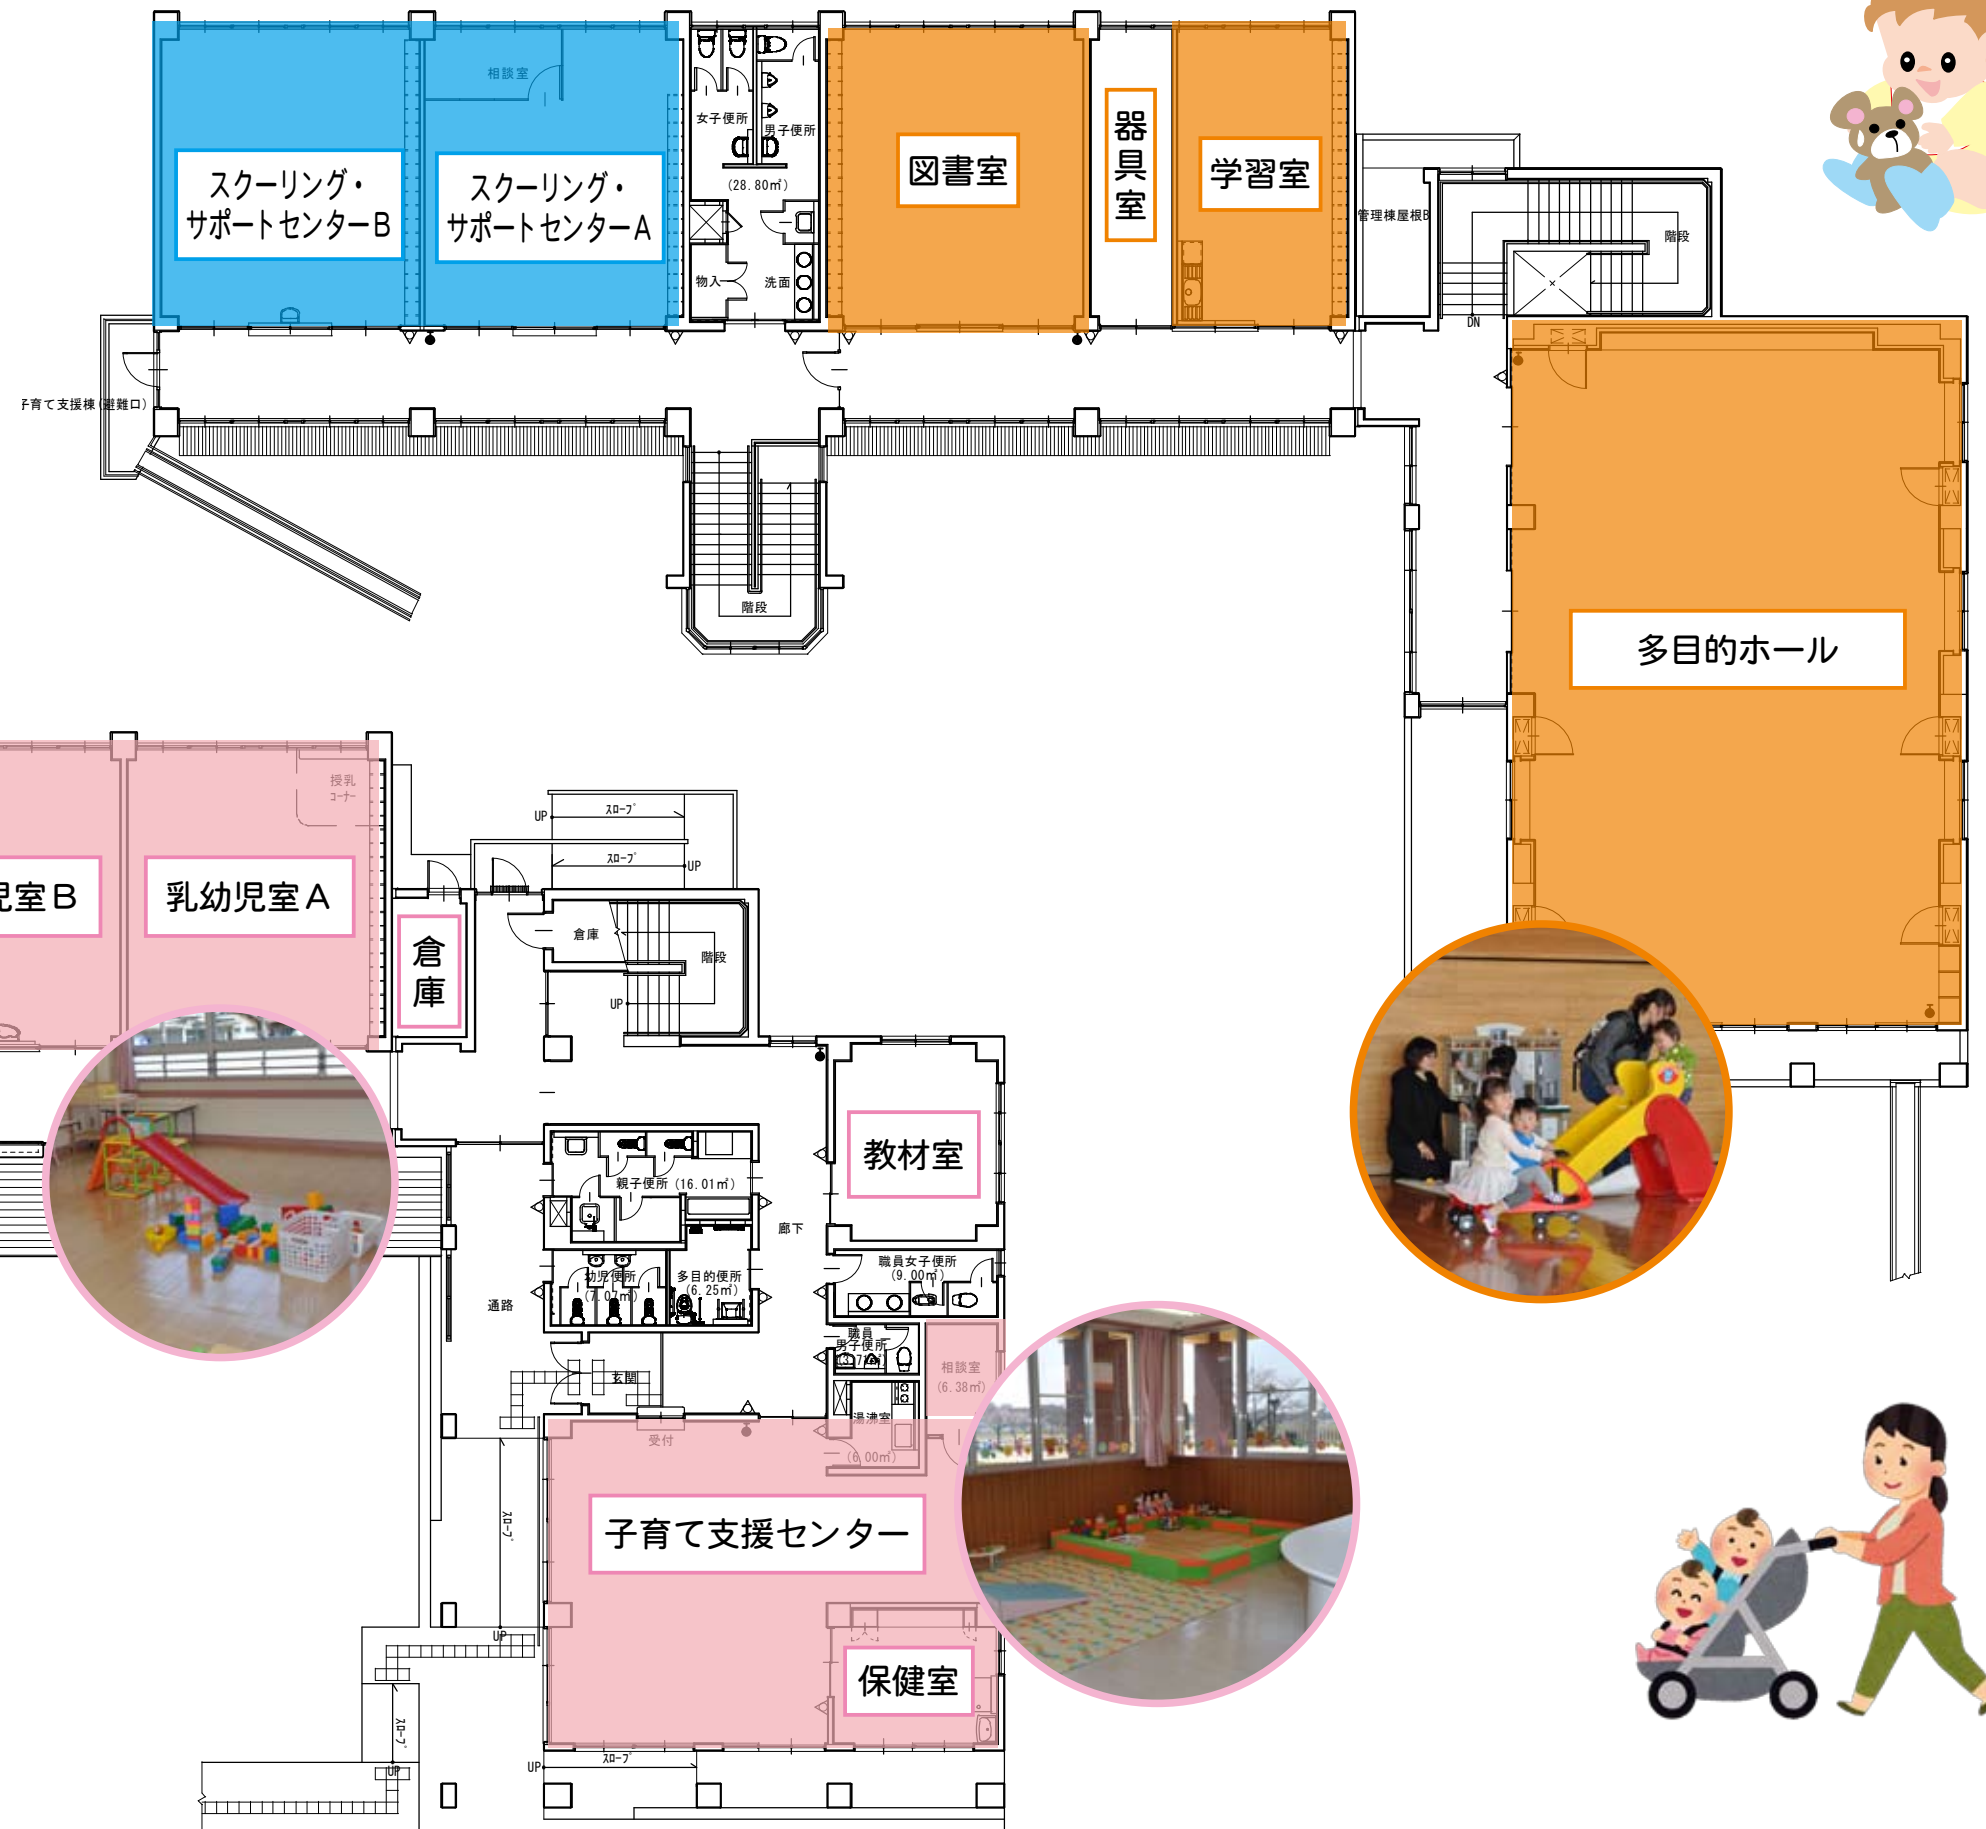 相談室
スクーリング・
サポートセンターB
スクーリング・
サポートセンターA
女子便所
男子便所
(28.80㎡)
物入
洗面
図書室
器具室
学習室
管理棟屋根B
階段
DN
子育て支援棟(避難口)
階段
多目的ホール
授乳
コーナー
児室B
乳幼児室A
倉庫
UP
スロープ
スロープ
UP
倉庫
階段
UP
教材室
親子便所(16.01㎡)
廊下
幼児便所
(7.07㎡)
多目的便所
(6.25㎡)
職員女子便所
(9.00㎡)
通路
職員
男子便所
相談室
(6.38㎡)
玄関
湯沸室
(6.00㎡)
受付
子育て支援センター
スロープ
UP
保健室
スロープ
UP
スロープ
UP